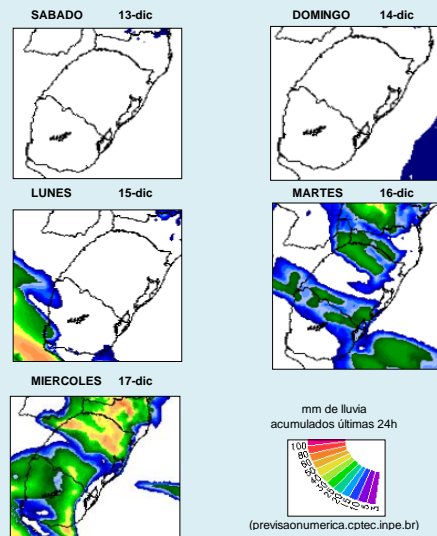 SABADO 13-dic
DOMINGO 14-dic
LUNES 15-dic
MARTES 16-dic
MIERCOLES 17-dic
mm de lluvia
acumulados últimas 24h
100
80
60
(previsaonumerica.cptec.inpe.br)